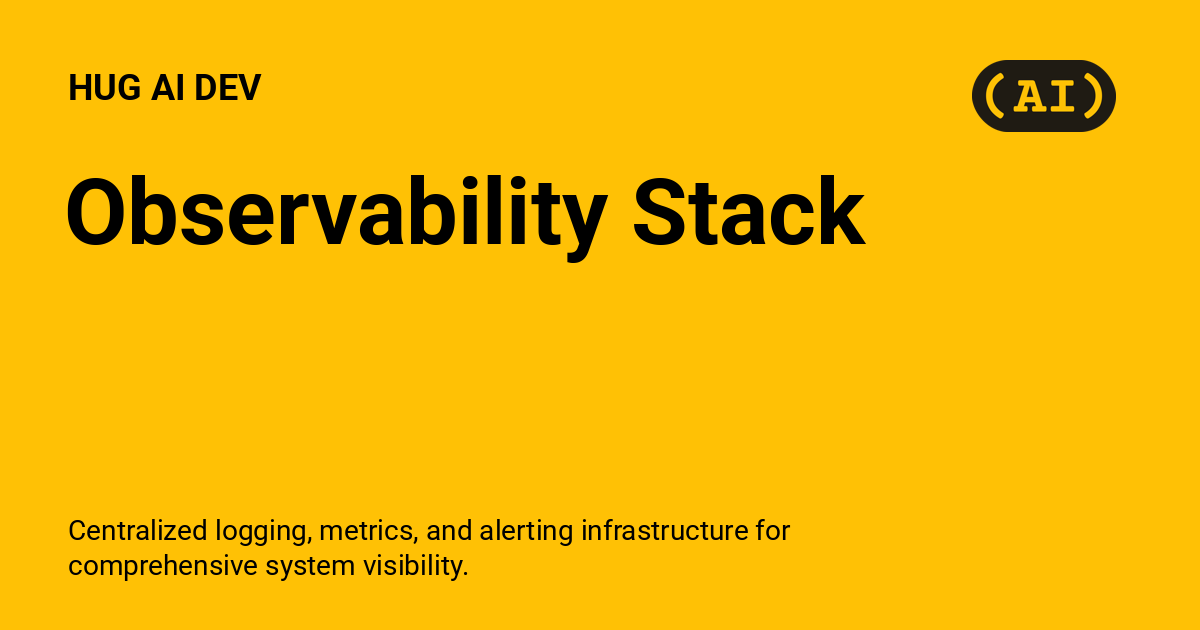 HUG AI DEV
(AI)
Observability Stack
Centralized logging, metrics, and alerting infrastructure for
comprehensive system visibility.